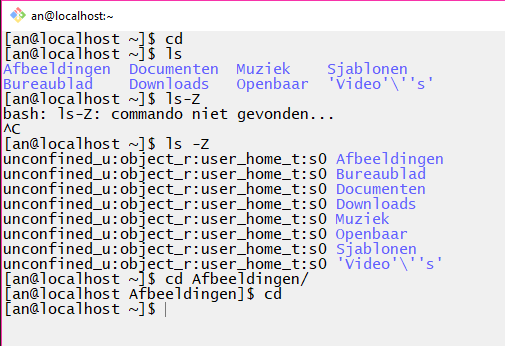 an@localhost:~
[an@localhost ~]$ cd
[an@localhost ~]$ ls
Afbeeldingen  Documenten  Muziek    Sjablonen
Bureaublad    Downloads   Openbaar  'Video'\''s'
[an@localhost ~]$ ls-Z
bash: ls-Z: commando niet gevonden...
^C
[an@localhost ~]$ ls -Z
unconfined_u:object_r:user_home_t:s0 Afbeeldingen
unconfined_u:object_r:user_home_t:s0 Bureaublad
unconfined_u:object_r:user_home_t:s0 Documenten
unconfined_u:object_r:user_home_t:s0 Downloads
unconfined_u:object_r:user_home_t:s0 Muziek
unconfined_u:object_r:user_home_t:s0 Openbaar
unconfined_u:object_r:user_home_t:s0 Sjablonen
unconfined_u:object_r:user_home_t:s0 'Video'\''s'
[an@localhost ~]$ cd Afbeeldingen/
[an@localhost Afbeeldingen]$ cd
[an@localhost ~]$